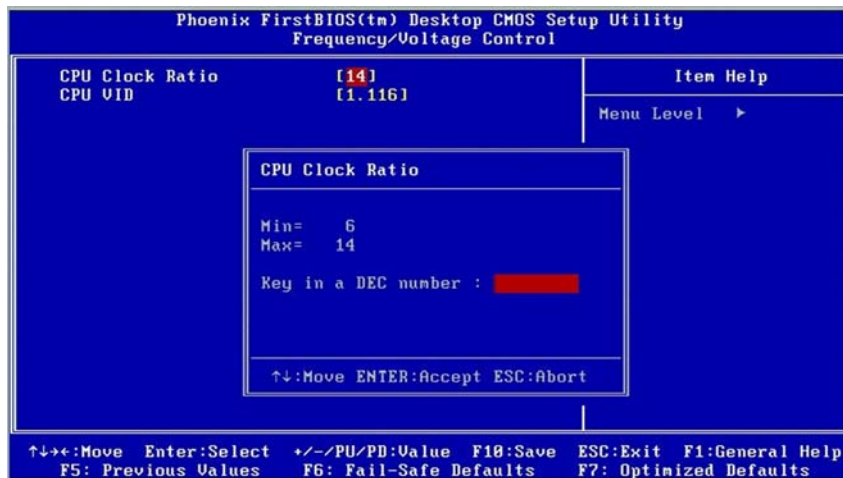 Phoenix FirstBIOS(tm) Desktop CMOS Setup Utility
Frequency/Voltage Control
CPU Clock Ratio [14]
CPU VID [1.116]
Item Help
Menu Level ►
CPU Clock Ratio
Min= 6
Max= 14
Key in a DEC number :
↑↓:Move ENTER:Accept ESC:Abort
↑↓→←:Move Enter:Select +/-/PU/PD:Value F10:Save ESC:Exit F1:General Help
F5: Previous Values F6: Fail-Safe Defaults F7: Optimized Defaults